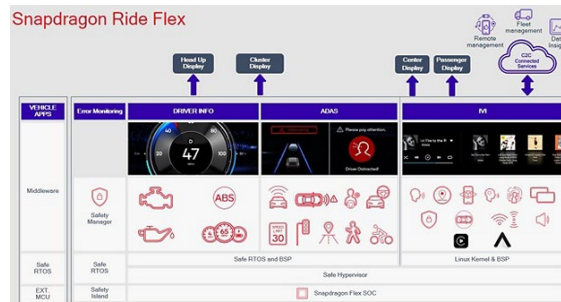 Snapdragon Ride Flex
Remote management
Fleet management
C2C
Connected
Services
Head Up Display
Cluster Display
Center Display
Passenger Display
VEHICLE APPS
Error Monitoring
DRIVER INFO
ADAS
IVI
D
47
Please pay attention.
Driver Distracted!
Middleware
Safety Manager
ABS
65
SPEED LIMIT 30
Safe RTOS
Safe RTOS
Safe RTOS and BSP
Linux Kernel & BSP
Safe Hypervisor
EXT. MCU
Safety Island
Snapdragon Flex SOC